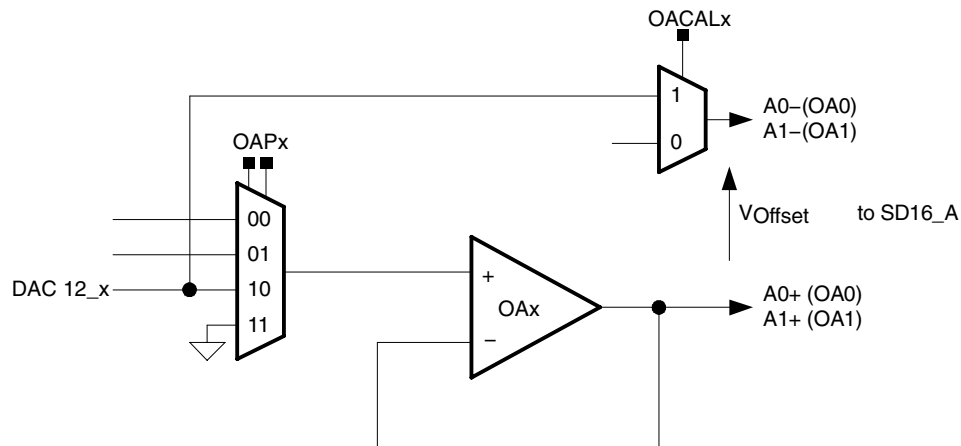 OACALx
1
0
A0−(OA0)
A1−(OA1)
OAPx
00
01
10
11
DAC 12_x
VOffset
to SD16_A
+
−
OAx
A0+ (OA0)
A1+ (OA1)